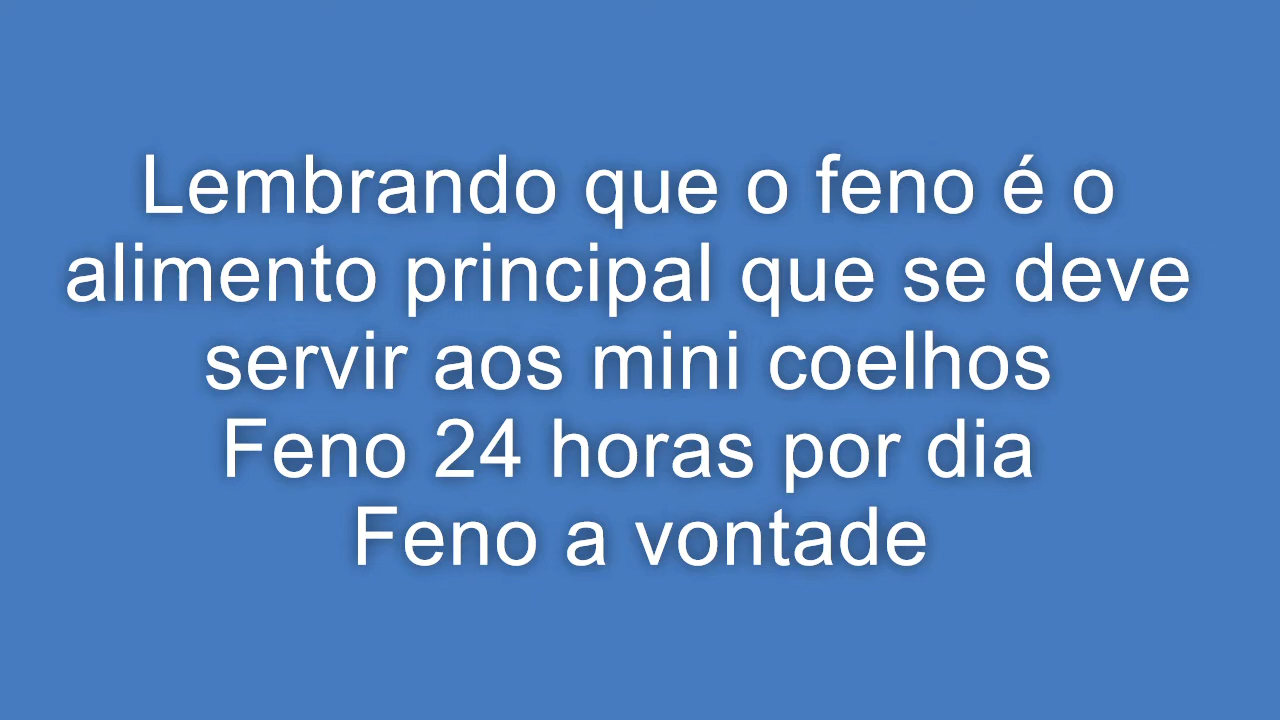 Lembrando que o feno é o
alimento principal que se deve
servir aos mini coelhos
Feno 24 horas por dia
Feno a vontade